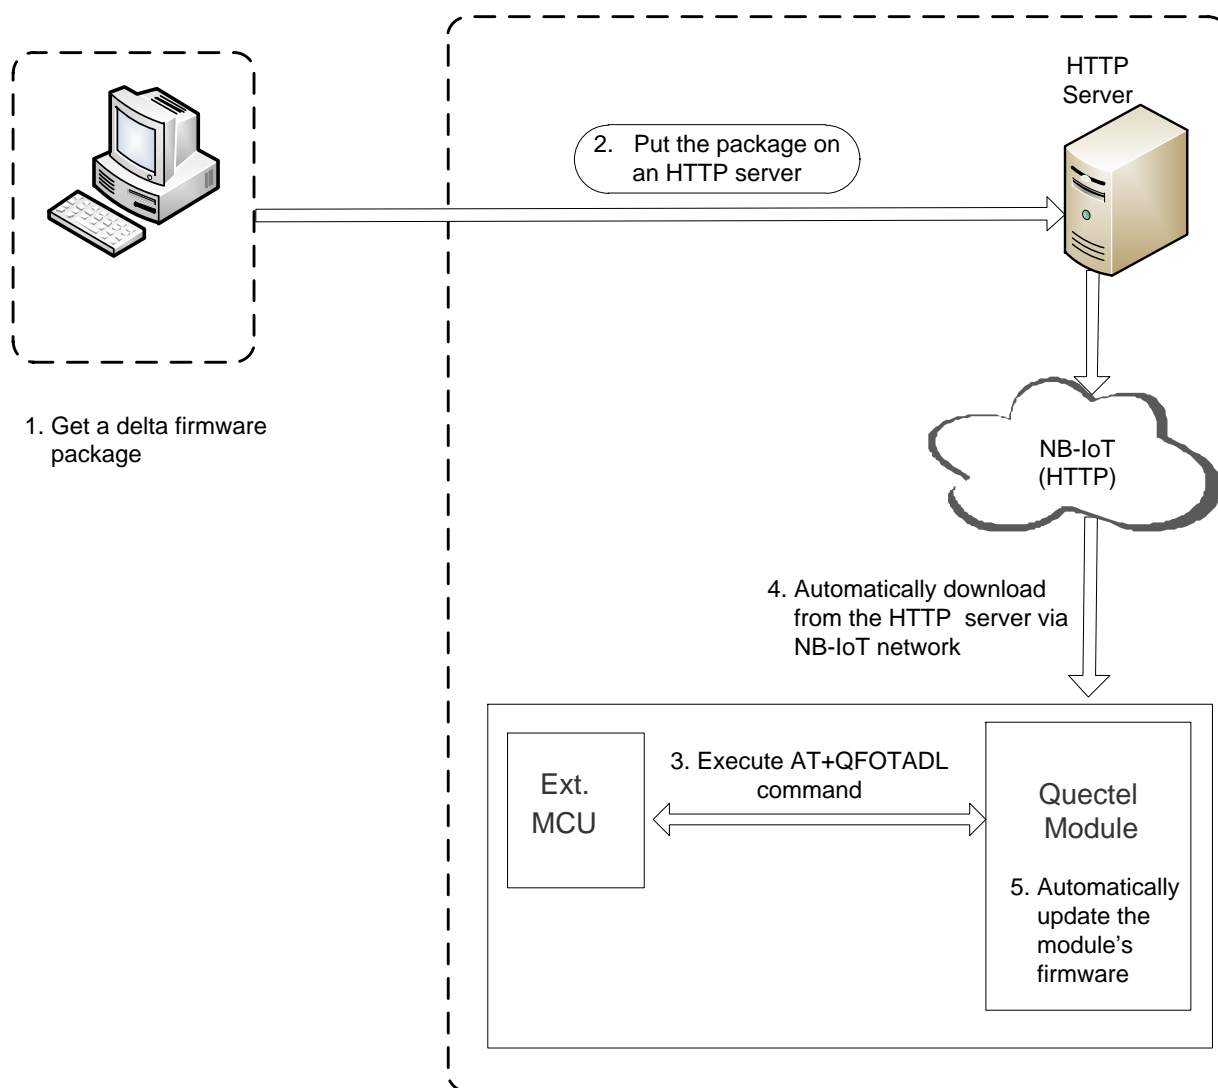 HTTP
Server
2. Put the package on
an HTTP server
1. Get a delta firmware
package
NB-IoT
(HTTP)
4. Automatically download
from the HTTP server via
NB-IoT network
3. Execute AT+QFOTADL
command
Ext.
MCU
Quectel
Module
5. Automatically
update the
module’s
firmware